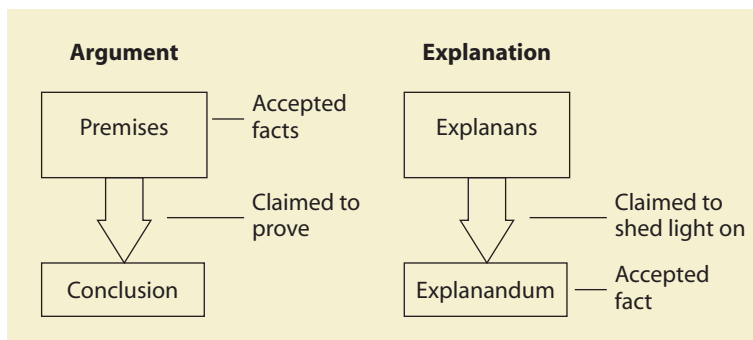 Argument
Premises
Accepted
facts
Claimed to
prove
Conclusion
Explanation
Explanans
Claimed to
shed light on
Explanandum
Accepted
fact